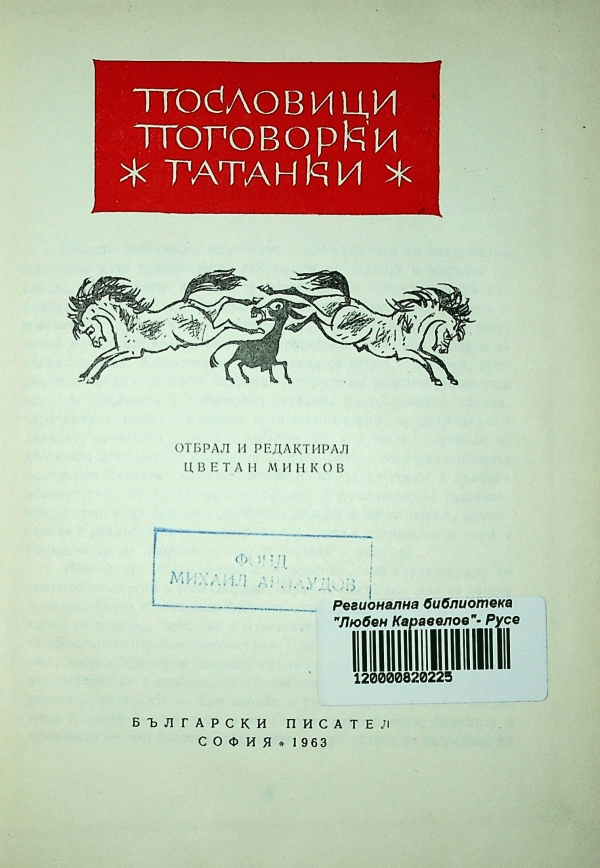 ПОСЛОВИЦИ
ПОГОВОРКИ
* ГАТАНКИ *
ОТБРАЛ И РЕДАКТИРАЛ
ЦВЕТАН МИНКОВ
ФОНД
МИХАИЛ АРНАУДОВ
Регионална библиотека
"Любен Каравелов"- Русе
120000820225
БЪЛГАРСКИ ПИСАТЕЛ
СОФИЯ * 1963